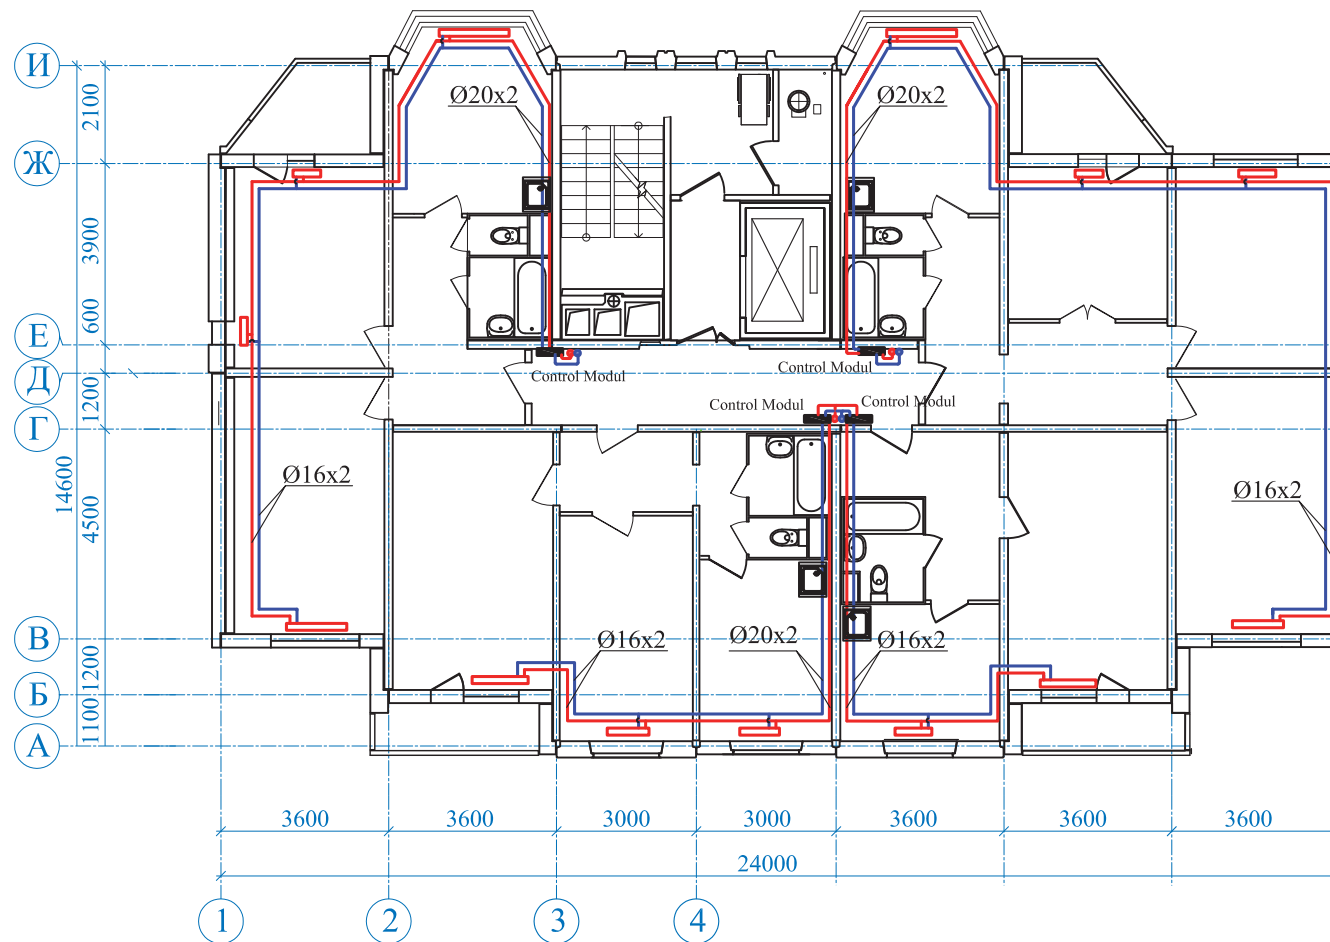 И
2100
Ø20x2
Ø20x2
Ж
3900
600
Е
Control Modul
Control Modul
Д
1200
Control Modul
Control Modul
Г
14600
4500
Ø16x2
Ø16x2
В
Ø16x2
Ø20x2
Ø16x2
1200
Б
1100
А
3600
3600
3000
3000
3600
3600
3600
24000
1
2
3
4